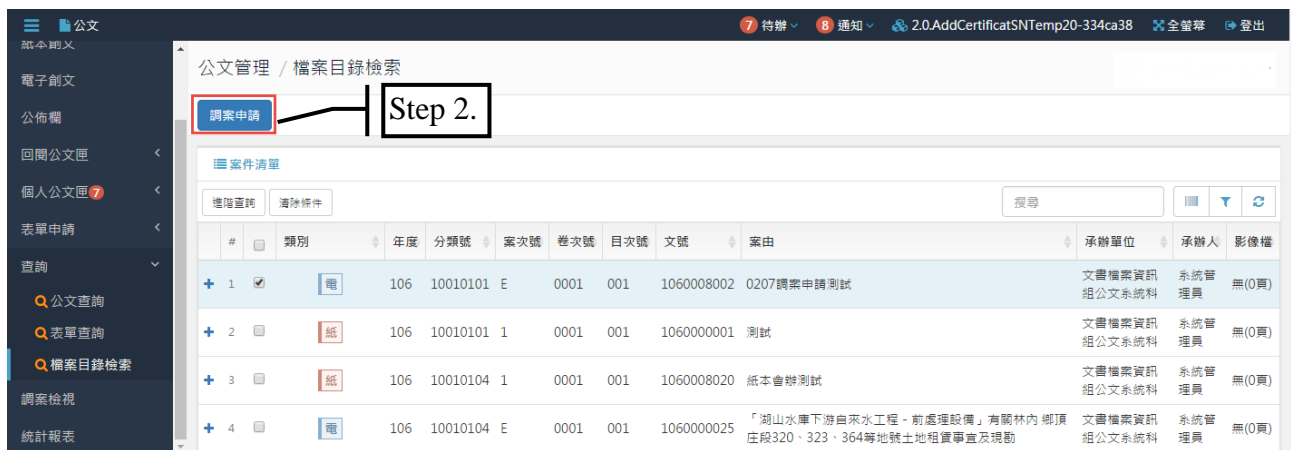 公文
7 待辦 8 通知 2.0.AddCertificatSNTemp20-334ca38 全螢幕 登出
紙本創文
電子創文
公佈欄
回閱公文匣
個人公文匣 7
表單申請
查詢
公文查詢
表單查詢
檔案目錄檢索
調案檢視
統計報表
公文管理 / 檔案目錄檢索
調案申請 Step 2.
案件清單
進階查詢 清除條件 搜尋
# 類別 年度 分類號 案次號 卷次號 目次號 文號 案由 承辦單位 承辦人 影像檔
1 電 106 10010101 E 0001 001 1060008002 0207調案申請測試 文書檔案資訊 系統管 無(0頁)
組公文系統科 理員
2 紙 106 10010101 1 0001 001 1060000001 測試 文書檔案資訊 系統管 無(0頁)
組公文系統科 理員
3 紙 106 10010104 1 0001 001 1060008020 紙本會辦測試 文書檔案資訊 系統管 無(0頁)
組公文系統科 理員
4 電 106 10010104 E 0001 001 1060000025 「湖山水庫下游自來水工程－前處理設備」有關林內 鄉頂 文書檔案資訊 系統管 無(0頁)
庄段320、323、364等地號土地租賃事宜及現勘 組公文系統科 理員